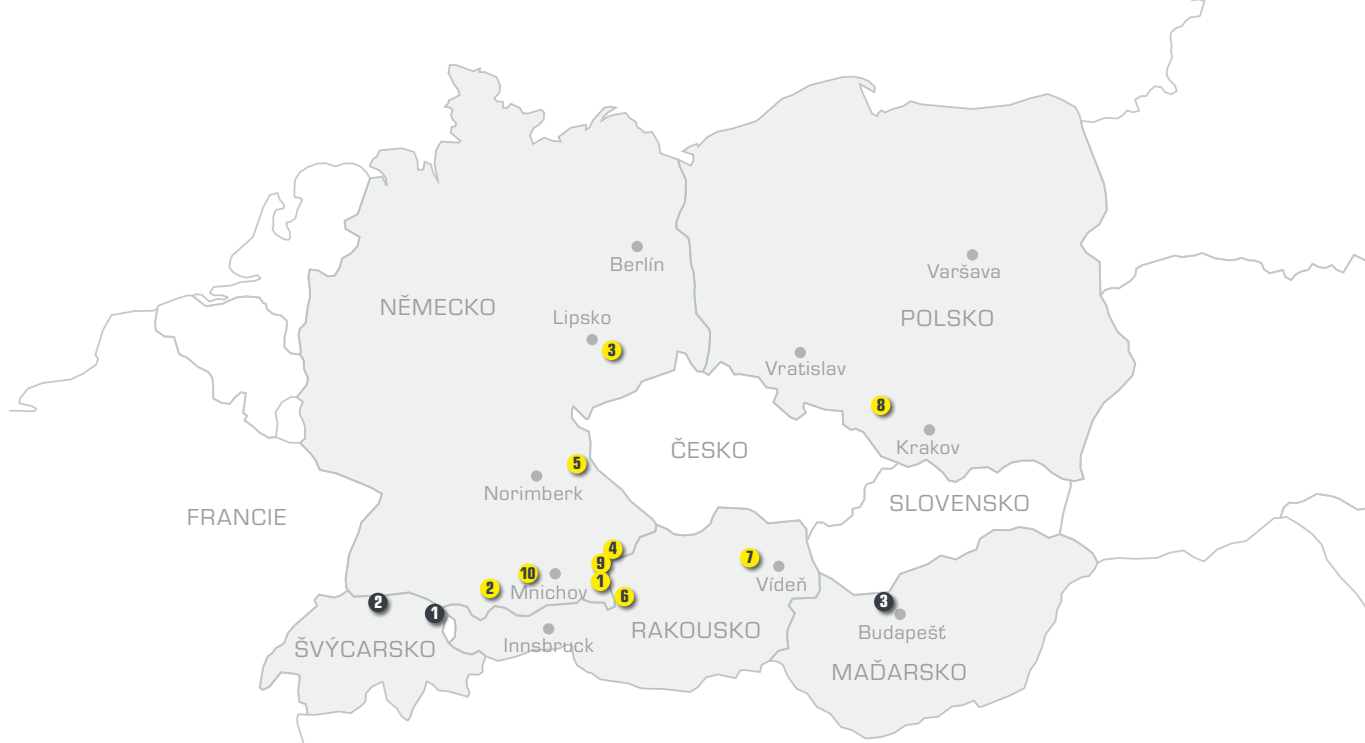 Berlín
Varšava
NĚMECKO
Lipsko
POLSKO
3
Vratislav
8
Krakov
ČESKO
5
Norimberk
SLOVENSKO
FRANCIE
4
7
9
10
Mnichov
1
2
6
Vídeň
2
1
3
Budapešť
RAKOUSKO
Innsbruck
ŠVÝCARSKO
MAĎARSKO